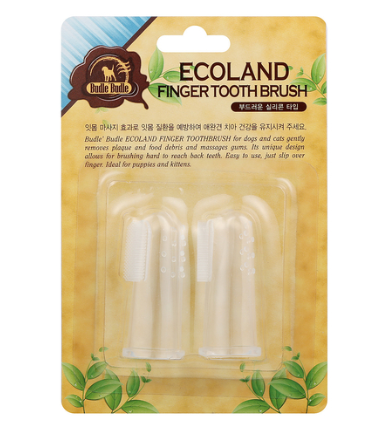 Budle Budle
ECOLAND
FINGER TOOTH BRUSH
부드러운 실리콘 타입
잇몸 마사지 효과로 잇몸 질환을 예방하여 애완견 치아 건강을 유지시켜 주세요.
Budle' Budle ECOLAND FINGER TOOTHBRUSH for dogs and cats gently
removes plaque and food debris and massages gums. Its unique design
allows for brushing hard to reach back teeth. Easy to use, just slip over
finger. Ideal for puppies and kittens.